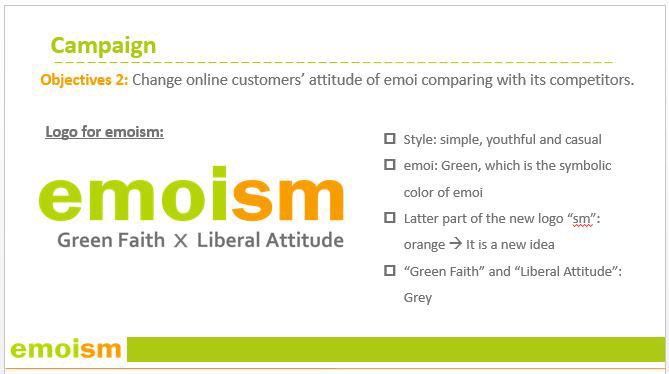 Campaign
Objectives 2: Change online customers’ attitude of emoi comparing with its competitors.
Logo for emoism:
emoism
Green Faith X Liberal Attitude
Style: simple, youthful and casual
emoi: Green, which is the symbolic
color of emoi
Latter part of the new logo “sm”:
orange → It is a new idea
“Green Faith” and “Liberal Attitude”:
Grey
emoism